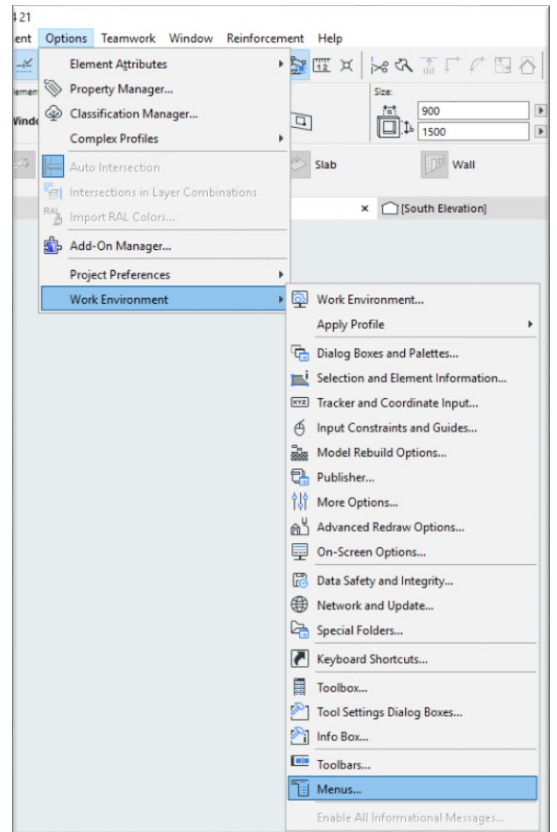 21
ent Options Teamwork Window Reinforcement Help
Element Attributes
Property Manager...
Classification Manager...
Complex Profiles
Auto Intersection
Intersections in Layer Combinations
RAL
Import RAL Colors...
Add-On Manager...
Project Preferences
Work Environment
Size:
900
1500
Slab
Wall
[South Elevation]
Work Environment...
Apply Profile
Dialog Boxes and Palettes...
Selection and Element Information...
Tracker and Coordinate Input...
Input Constraints and Guides...
Model Rebuild Options...
Publisher...
More Options...
Advanced Redraw Options...
On-Screen Options...
Data Safety and Integrity...
Network and Update...
Special Folders...
Keyboard Shortcuts...
Toolbox...
Tool Settings Dialog Boxes...
Info Box...
Toolbars...
Menus...
Enable All Informational Messages...